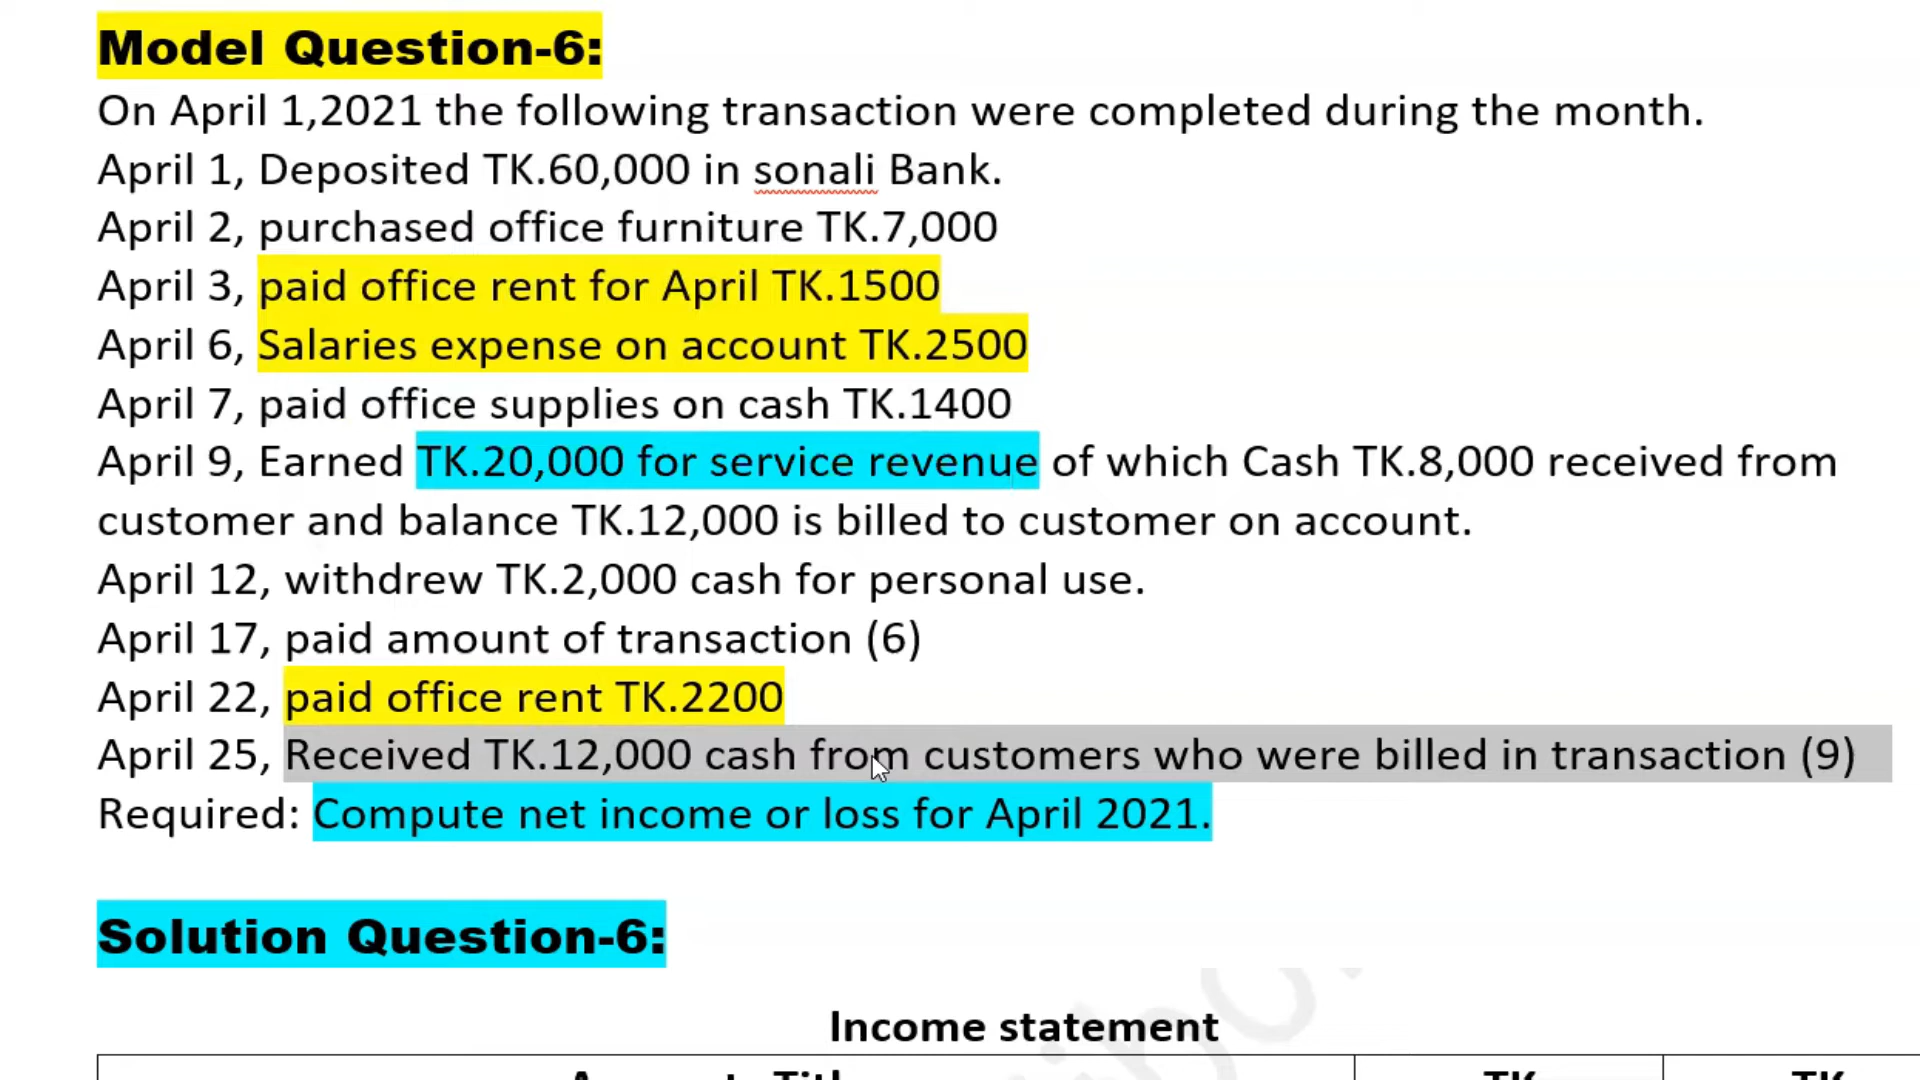 Model Question-6:
On April 1,2021 the following transaction were completed during the month.
April 1, Deposited TK.60,000 in sonali Bank.
April 2, purchased office furniture TK.7,000
April 3, paid office rent for April TK.1500
April 6, Salaries expense on account TK.2500
April 7, paid office supplies on cash TK.1400
April 9, Earned TK.20,000 for service revenue of which Cash TK.8,000 received from
customer and balance TK.12,000 is billed to customer on account.
April 12, withdrew TK.2,000 cash for personal use.
April 17, paid amount of transaction (6)
April 22, paid office rent TK.2200
April 25, Received TK.12,000 cash from customers who were billed in transaction (9)
Required: Compute net income or loss for April 2021.
Solution Question-6:
Income statement